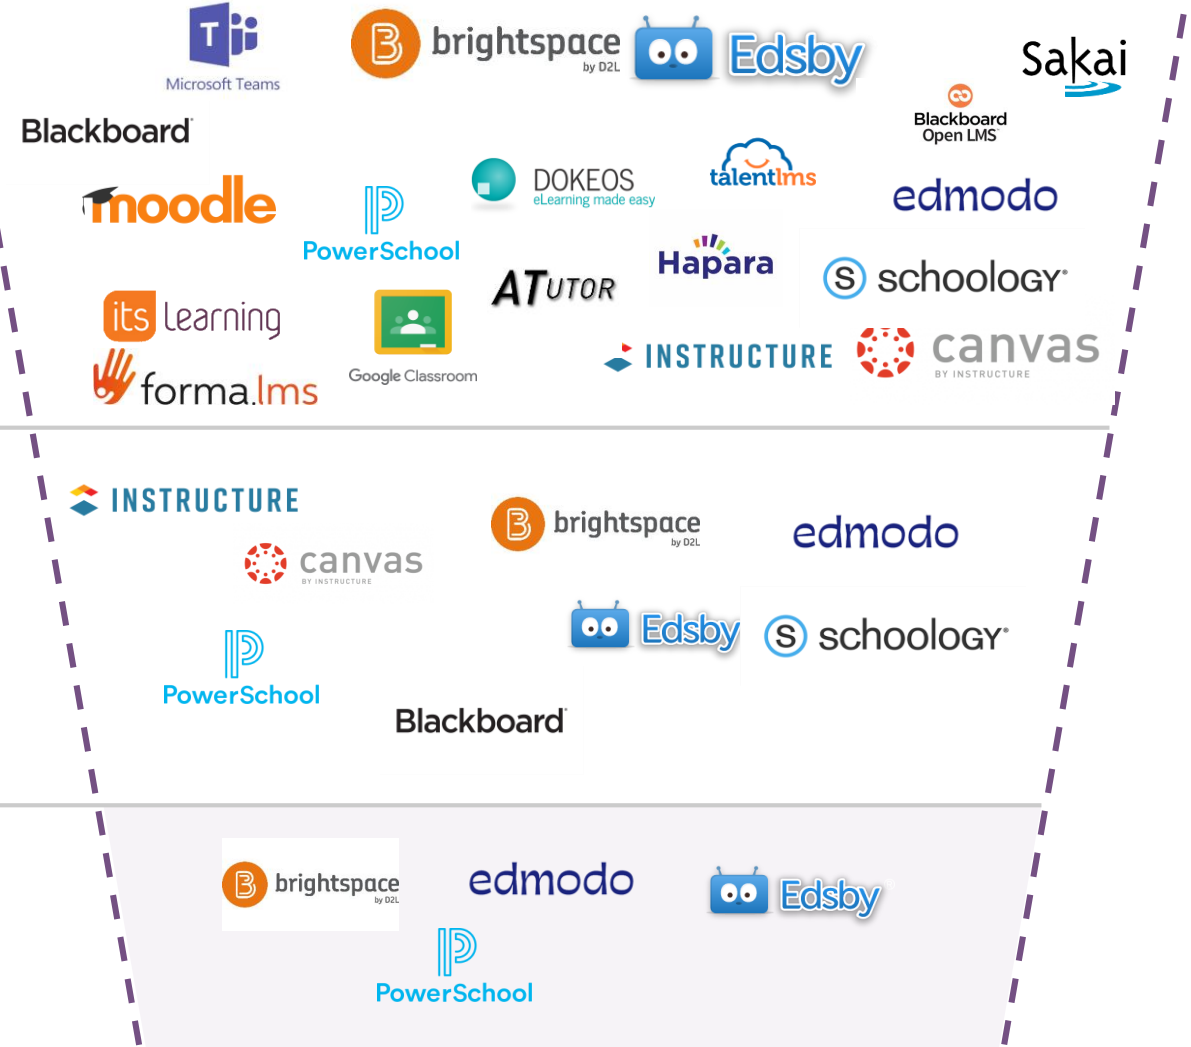 T
Microsoft Teams
B
brightspace
by D2L
Edsby
Sakai
Blackboard
Blackboard
Open LMS
talentlms
DOKEOS
eLearning made easy
edmodo
moodle
P
PowerSchool
Hapara
S
schoology
ATUTOR
its Learning
Google Classroom
INSTRUCTURE
canvas
BY INSTRUCTURE
forma.lms
INSTRUCTURE
B
brightspace
by D2L
edmodo
canvas
BY INSTRUCTURE
Edsby
S
schoology
P
PowerSchool
Blackboard
B
brightspace
by D2L
edmodo
Edsby
P
PowerSchool